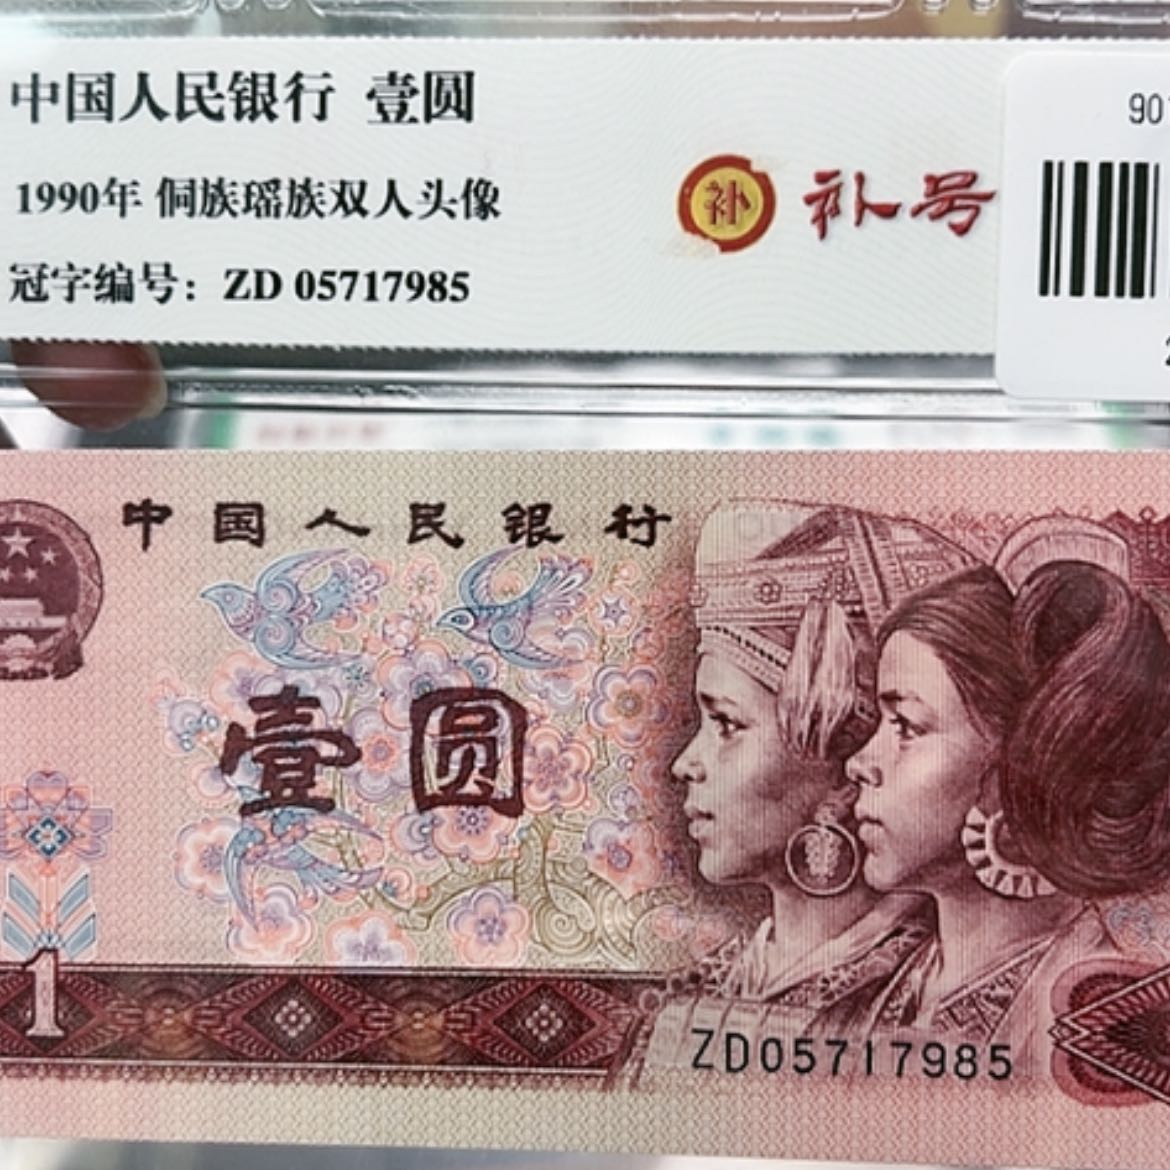 中国人民银行 壹圆
901
1990年 侗族瑶族双人头像
补 补号
冠字编号：ZD 05717985
中国人民银行
壹圆
1
ZD05717985